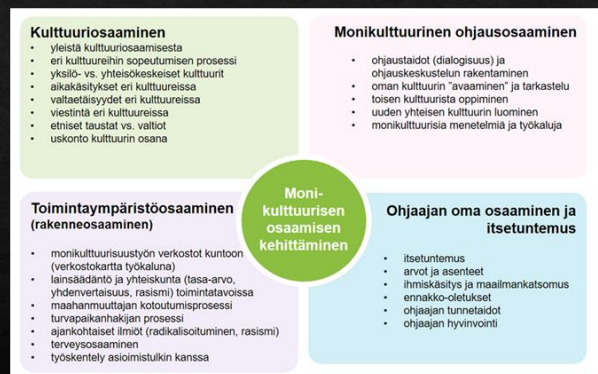 Kulttuuriosaaminen
• yleistä kulttuuriosaamisesta
• eri kulttuureihin sopeutumisen prosessi
• yksilö- vs. yhteisökeskeiset kulttuurit
• aikakäsitykset eri kulttuureissa
• valtaetäisyydet eri kulttuureissa
• viestintä eri kulttuureissa
• etniset taustat vs. valtiot
• uskonto kulttuurin osana
Monikulttuurinen ohjausosaaminen
• ohjaustaidot (dialogisuus) ja
ohjauskeskustelun rakentaminen
• oman kulttuurin ”avaaminen” ja tarkastelu
• toisen kulttuurista oppiminen
• uuden yhteisen kulttuurin luominen
• monikulttuurisia menetelmiä ja työkaluja
Moni-
kulttuurisen
osaamisen
kehittäminen
Toimintaympäristöosaaminen
(rakenneosaaminen)
• monikulttuurisuustyön verkostot kuntoon
(verkostokartta työkaluna)
• lainsäädäntö ja yhteiskunta (tasa-arvo,
yhdenvertaisuus, rasismi) toimintatavoissa
• maahanmuuttajan kotoutumisprosessi
• turvapaikanhakijan prosessi
• ajankohtaiset ilmiöt (radikalisoituminen, rasismi)
• terveysosaaminen
• työskentely asioimistulkin kanssa
Ohjaajan oma osaaminen ja
itsetuntemus
• itsetuntemus
• arvot ja asenteet
• ihmiskäsitys ja maailmankatsomus
• ennakko-oletukset
• ohjaajan tunnetaidot
• ohjaajan hyvinvointi